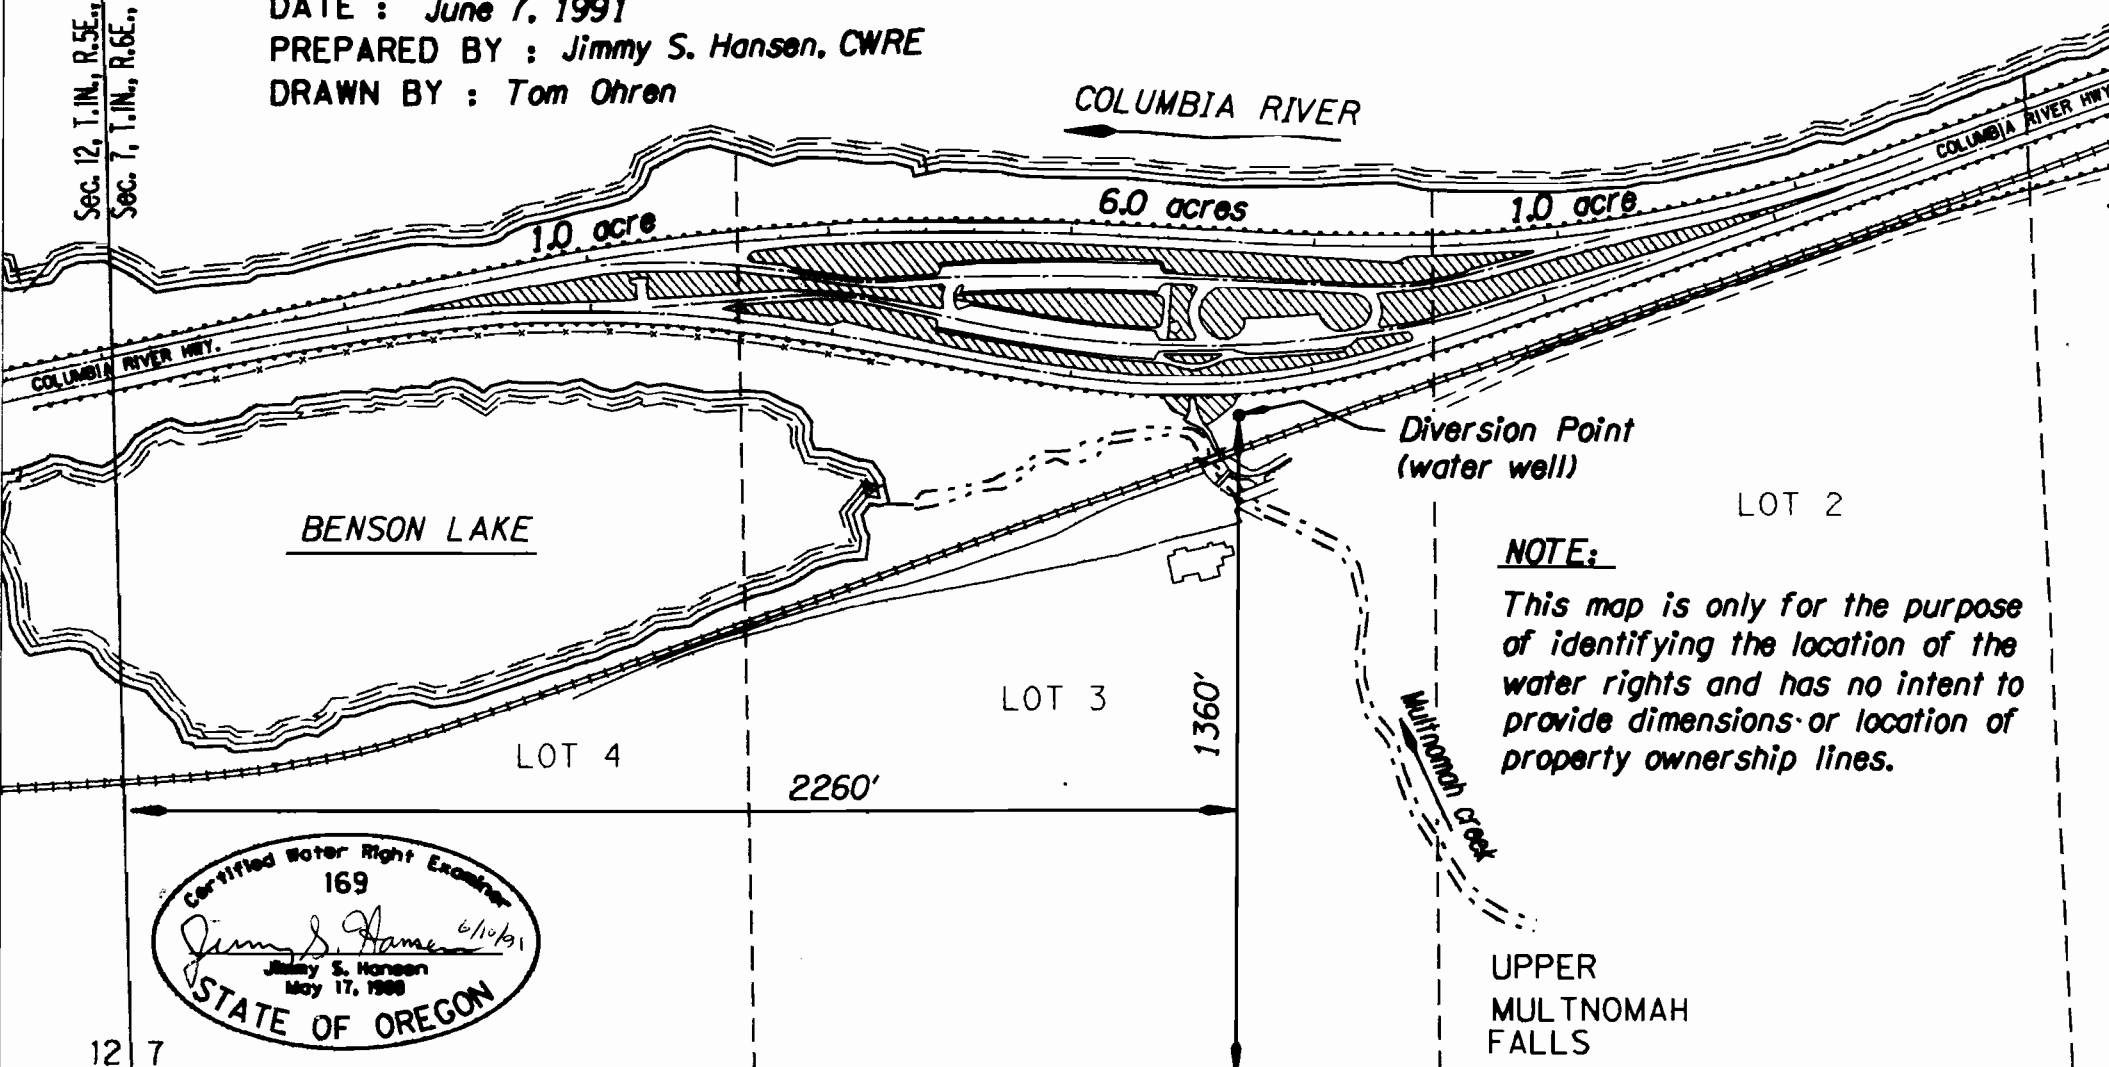 DATE : June 7, 1991
PREPARED BY : Jimmy S. Hansen, CWRE
DRAWN BY : Tom Ohren
Sec. 12, T.1N., R.5E.,
Sec. 7, T.1N., R.6E.,
COLUMBIA RIVER
COLUMBIA RIVER HWY.
1.0 acre
6.0 acres
1.0 acre
COLUMBIA RIVER HWY.
Diversion Point
(water well)
BENSON LAKE
LOT 2
NOTE:
This map is only for the purpose
of identifying the location of the
water rights and has no intent to
provide dimensions or location of
property ownership lines.
LOT 3
1360'
LOT 4
2260'
Multnomah creek
Certified Water Right Examiner
169
Jimmy S. Hansen 6/10/91
Jimmy S. Hansen
May 17,
STATE OF OREGON
UPPER
MULTNOMAH
FALLS
12 7